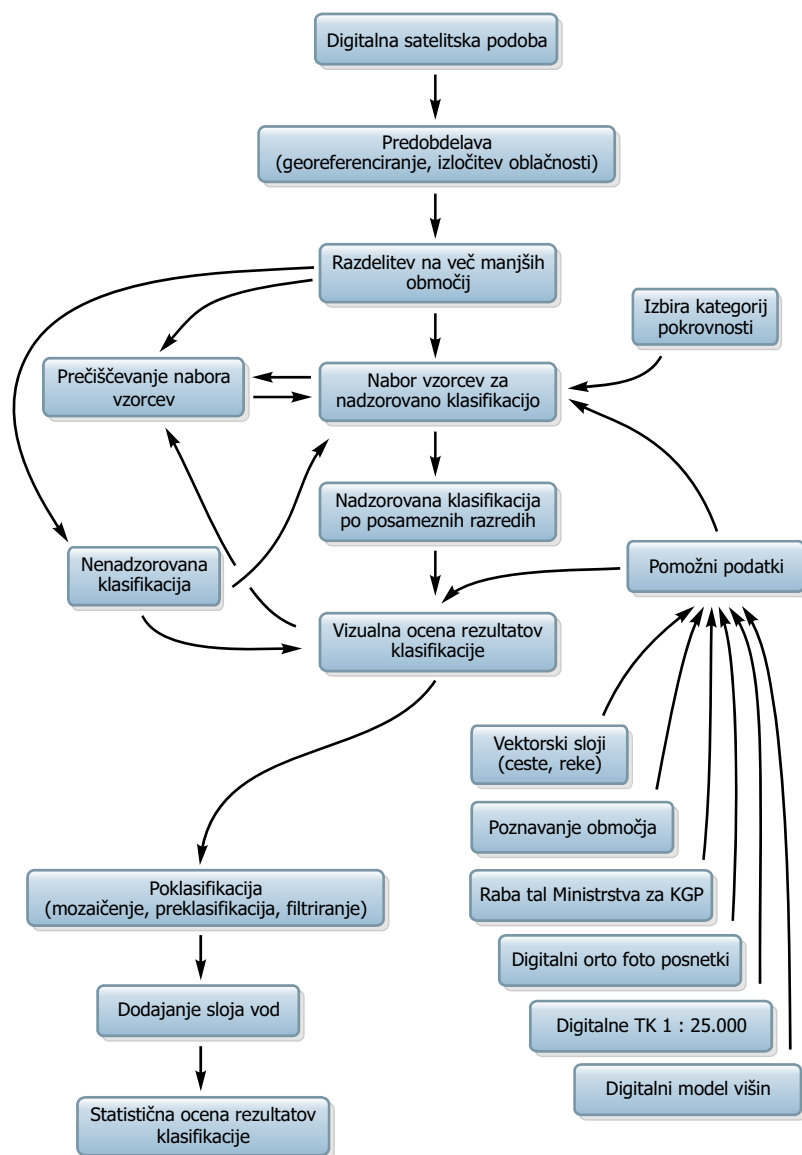 Digitalna satelitska podoba
Predobdelava
(georeferenciranje, izločitev oblačnosti)
Razdelitev na več manjših
območij
Izbira kategorij
pokrovnosti
Prečiščevanje nabora
vzorcev
Nabor vzorcev za
nadzorovano klasifikacijo
Nadzorovana klasifikacija
po posameznih razredih
Nenadzorovana
klasifikacija
Pomožni podatki
Vizualna ocena rezultatov
klasifikacije
Vektorski sloji
(ceste, reke)
Poznavanje območja
Poklasifikacija
(mozaičenje, preklasifikacija, filtriranje)
Raba tal Ministrstva za KGP
Digitalni orto foto posnetki
Dodajanje sloja vod
Digitalne TK 1 : 25.000
Digitalni model višin
Statistična ocena rezultatov
klasifikacije